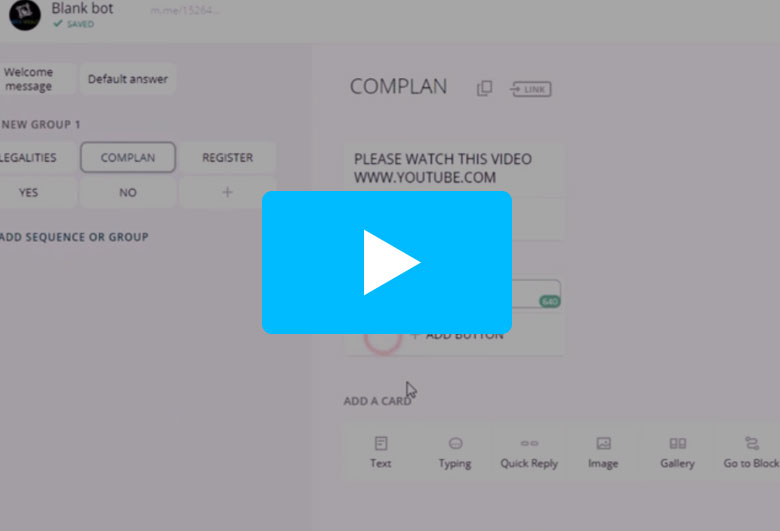 Blank bot
m.me/15264...
SAVED
Welcome
message
Default answer
NEW GROUP 1
LEGALITIES
COMPLAN
REGISTER
YES
NO
ADD SEQUENCE OR GROUP
COMPLAN
LINK
PLEASE WATCH THIS VIDEO
WWW.YOUTUBE.COM
640
+ ADD BUTTON
ADD A CARD
Text
Typing
Quick Reply
Image
Gallery
Go to Block